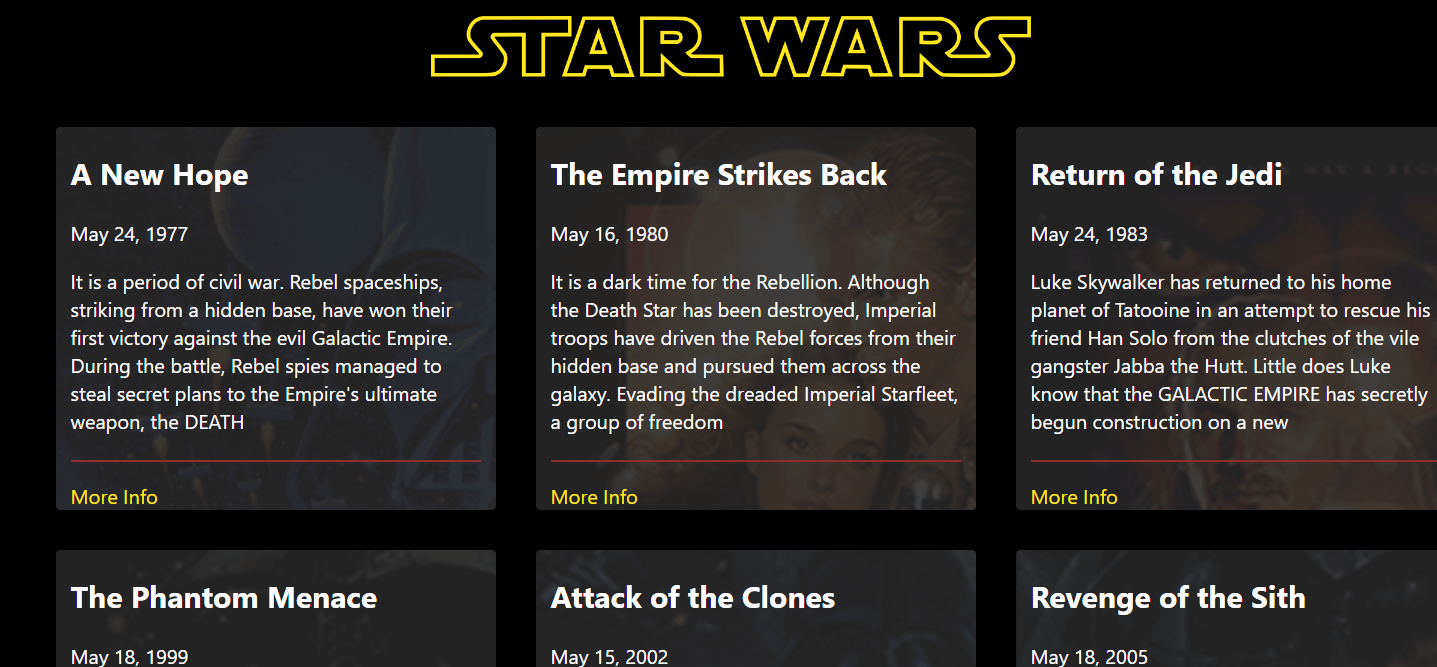 STAR WARS
A New Hope
May 24, 1977
It is a period of civil war. Rebel spaceships,
striking from a hidden base, have won their
first victory against the evil Galactic Empire.
During the battle, Rebel spies managed to
steal secret plans to the Empire's ultimate
weapon, the DEATH
More Info
The Empire Strikes Back
May 16, 1980
It is a dark time for the Rebellion. Although
the Death Star has been destroyed, Imperial
troops have driven the Rebel forces from their
hidden base and pursued them across the
galaxy. Evading the dreaded Imperial Starfleet,
a group of freedom
More Info
Return of the Jedi
May 24, 1983
Luke Skywalker has returned to his home
planet of Tatooine in an attempt to rescue his
friend Han Solo from the clutches of the vile
gangster Jabba the Hutt. Little does Luke
know that the GALACTIC EMPIRE has secretly
begun construction on a new
More Info
The Phantom Menace
May 18, 1999
Attack of the Clones
May 15, 2002
Revenge of the Sith
May 18, 2005